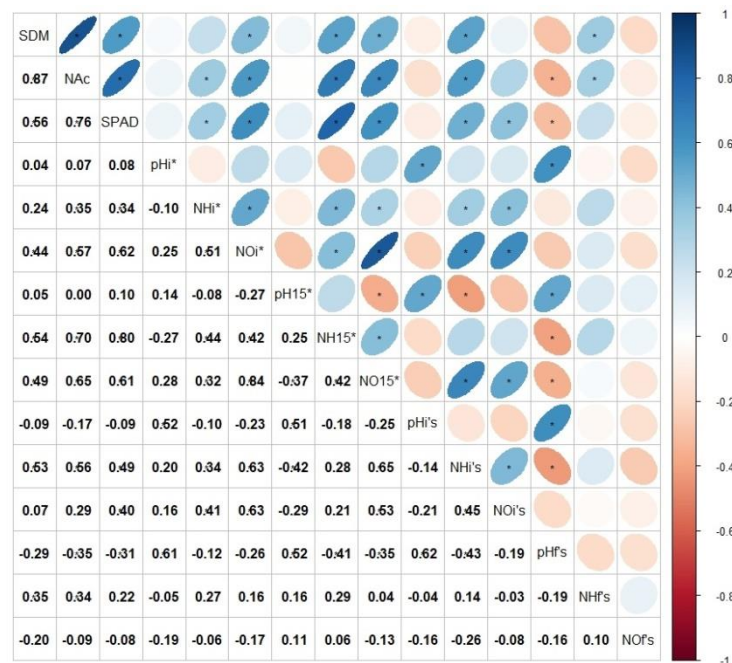 SDM
0.87 NAc
0.56 0.76 SPAD
0.04 0.07 0.08 pHi*
0.24 0.35 0.34 -0.10 NHi*
0.44 0.57 0.62 0.25 0.51 NOi*
0.05 0.00 0.10 0.14 -0.08 -0.27 pH15*
0.54 0.70 0.80 -0.27 0.44 0.42 0.25 NH15*
0.49 0.65 0.61 0.28 0.32 0.84 -0.37 0.42 NO15*
-0.09 -0.17 -0.09 0.52 -0.10 -0.23 0.51 -0.18 -0.25 pHi's
0.53 0.56 0.49 0.20 0.34 0.63 -0.42 0.28 0.65 -0.14 NHi's
0.07 0.29 0.40 0.16 0.41 0.63 -0.29 0.21 0.53 -0.21 0.45 NOi's
-0.29 -0.35 -0.31 0.61 -0.12 -0.26 0.52 -0.41 -0.35 0.62 -0.43 -0.19 pHf's
0.35 0.34 0.22 -0.05 0.27 0.16 0.16 0.29 0.04 -0.04 0.14 -0.03 -0.19 NHf's
-0.20 -0.09 -0.08 -0.19 -0.06 -0.17 0.11 0.06 -0.13 -0.16 -0.26 -0.08 -0.16 0.10 NOf's
1
0.8
0.6
0.4
0.2
0
-0.2
-0.4
-0.6
-0.8
-1